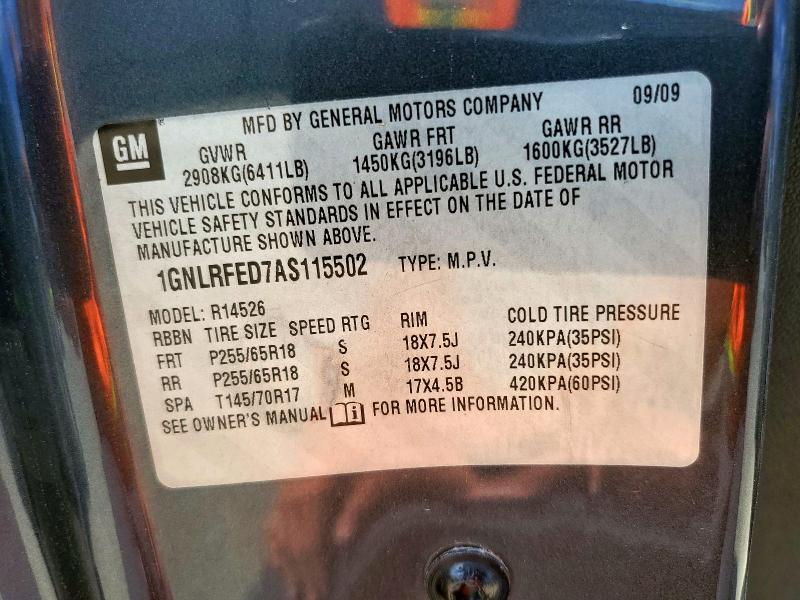 MFD BY GENERAL MOTORS COMPANY 09/09
GM
GVWR GAWR FRT GAWR RR
2908KG(6411LB) 1450KG(3196LB) 1600KG(3527LB)
THIS VEHICLE CONFORMS TO ALL APPLICABLE U.S. FEDERAL MOTOR
VEHICLE SAFETY STANDARDS IN EFFECT ON THE DATE OF
MANUFACTURE SHOWN ABOVE.
1GNLRFED7AS115502 TYPE: M.P.V.
MODEL: R14526
RBBN TIRE SIZE SPEED RTG RIM COLD TIRE PRESSURE
FRT P255/65R18 S 18X7.5J 240KPA(35PSI)
RR P255/65R18 S 18X7.5J 240KPA(35PSI)
SPA T145/70R17 M 17X4.5B 420KPA(60PSI)
SEE OWNER'S MANUAL i FOR MORE INFORMATION.